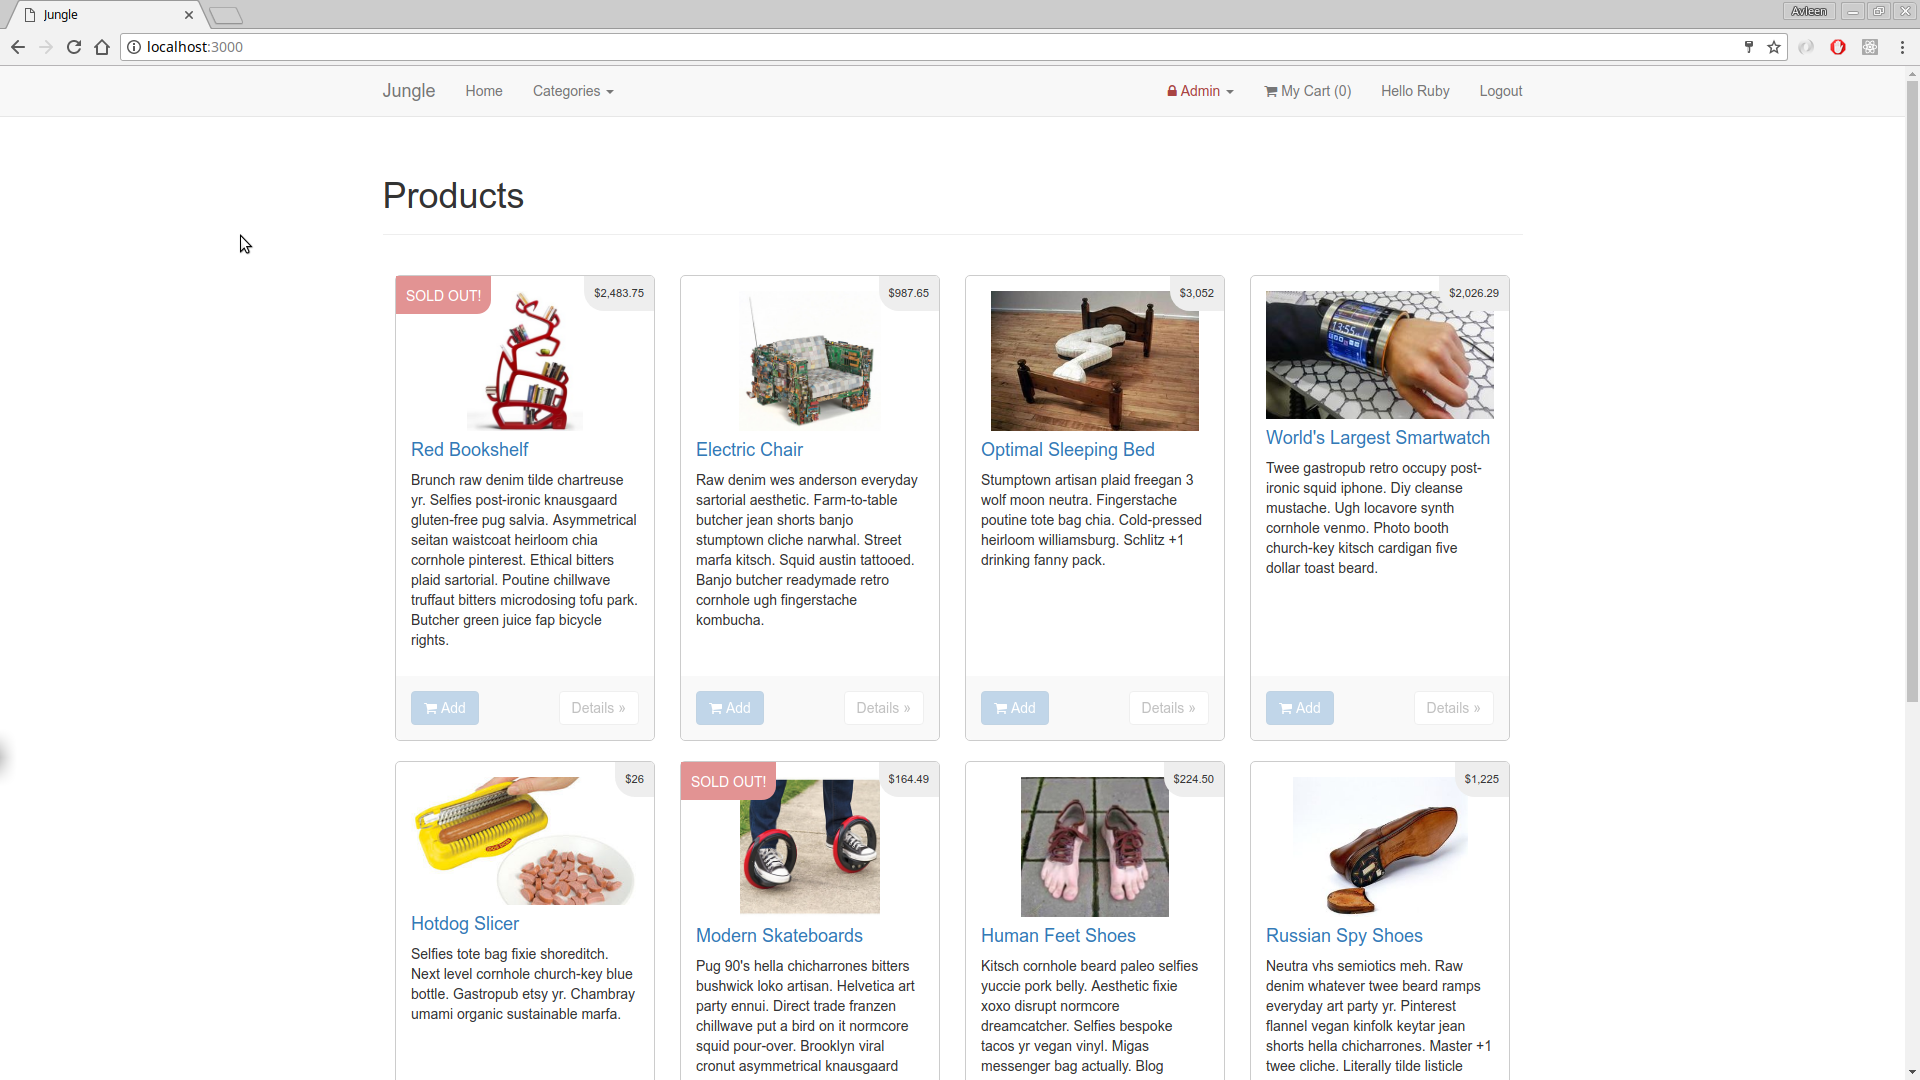 Jungle
Avleen
localhost:3000
Jungle Home Categories Admin My Cart (0) Hello Ruby Logout
Products
SOLD OUT!
$2,483.75
Red Bookshelf
Brunch raw denim tilde chartreuse
yr. Selfies post-ironic knausgaard
gluten-free pug salvia. Asymmetrical
seitan waistcoat heirloom chia
cornhole pinterest. Ethical bitters
plaid sartorial. Poutine chillwave
truffaut bitters microdosing tofu park.
Butcher green juice fap bicycle
rights.
Add Details »
$987.65
Electric Chair
Raw denim wes anderson everyday
sartorial aesthetic. Farm-to-table
butcher jean shorts banjo
stumptown cliche narwhal. Street
marfa kitsch. Squid austin tattooed.
Banjo butcher readymade retro
cornhole ugh fingerstache
kombucha.
Add Details »
$3,052
Optimal Sleeping Bed
Stumptown artisan plaid freegan 3
wolf moon neutra. Fingerstache
poutine tote bag chia. Cold-pressed
heirloom williamsburg. Schlitz +1
drinking fanny pack.
Add Details »
$2,026.29
13:55
World's Largest Smartwatch
Twee gastropub retro occupy post-
ironic squid iphone. Diy cleanse
mustache. Ugh locavore synth
cornhole venmo. Photo booth
church-key kitsch cardigan five
dollar toast beard.
Add Details »
$26
Hotdog Slicer
Selfies tote bag fixie shoreditch.
Next level cornhole church-key blue
bottle. Gastropub etsy yr. Chambray
umami organic sustainable marfa.
SOLD OUT!
$164.49
Modern Skateboards
Pug 90's hella chicharrones bitters
bushwick loko artisan. Helvetica art
party ennui. Direct trade franzen
chillwave put a bird on it normcore
squid pour-over. Brooklyn viral
cronut asymmetrical knausgaard
$224.50
Human Feet Shoes
Kitsch cornhole beard paleo selfies
yuccie pork belly. Aesthetic fixie
xoxo disrupt normcore
dreamcatcher. Selfies bespoke
tacos yr vegan vinyl. Migas
messenger bag actually. Blog
$1,225
Russian Spy Shoes
Neutra vhs semiotics meh. Raw
denim whatever twee beard ramps
everyday art party yr. Pinterest
flannel vegan kinfolk keytar jean
shorts hella chicharrones. Master +1
twee cliche. Literally tilde listicle